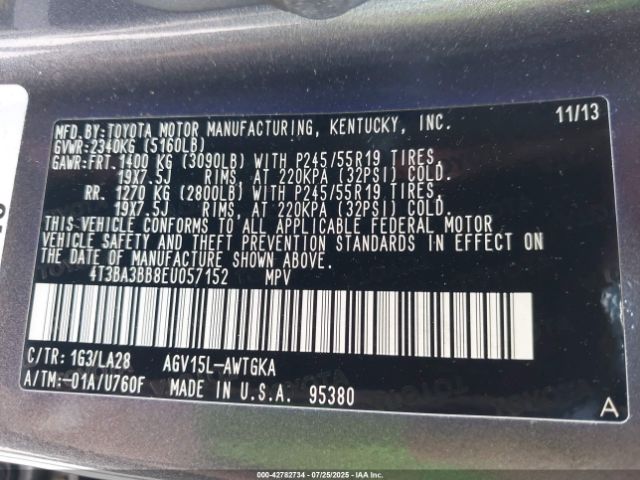 MFD.BY:TOYOTA MOTOR MANUFACTURING, KENTUCKY, INC. 11/13
GVWR:2340KG (5160LB)
GAWR:FRT. 1400 KG (3090LB) WITH P245/55R19 TIRES,
19X7.5J RIMS, AT 220KPA (32PSI) COLD.
RR. 1270 KG (2800LB) WITH P245/55R19 TIRES,
19X7.5J RIMS, AT 220KPA (32PSI) COLD.
THIS VEHICLE CONFORMS TO ALL APPLICABLE FEDERAL MOTOR
VEHICLE SAFETY AND THEFT PREVENTION STANDARDS IN EFFECT ON
THE DATE OF MANUFACTURE SHOWN ABOVE.
4T3BA3BB8EU057152 MPV
C/TR: 1G3/LA28 AGV15L-AWTGKA
A/TM:-01A/U760F MADE IN U.S.A. 95380
A
© 42782734 | 07/25/2025 | IAA, Inc.